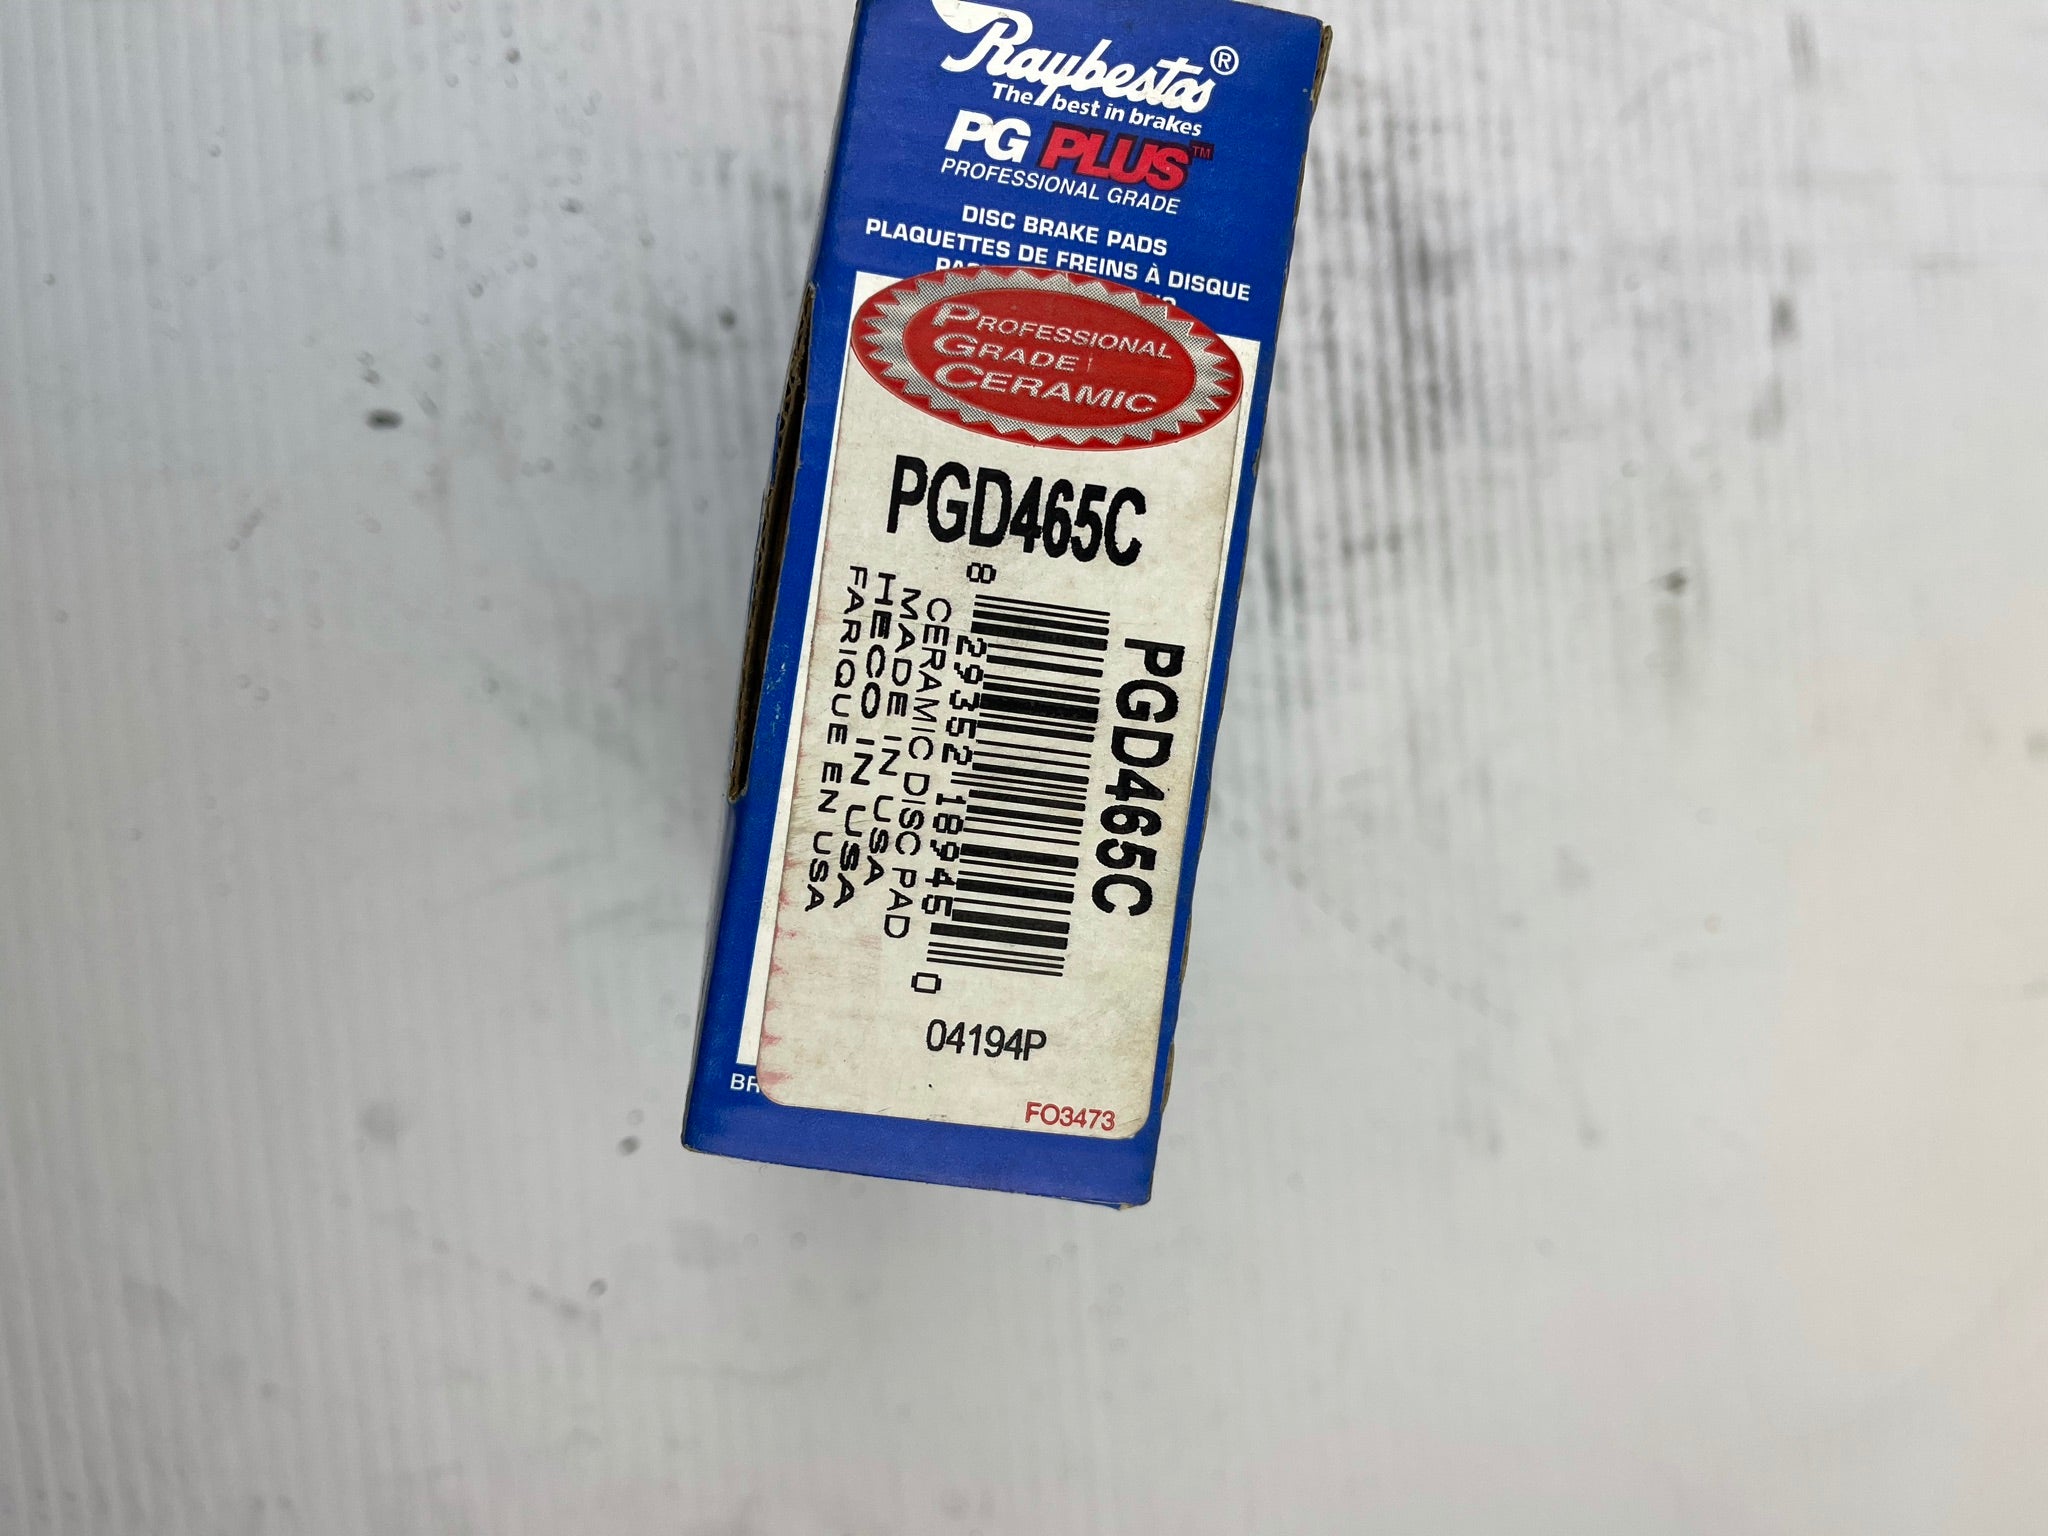 Raybestos®
The best in brakes
PG PLUS™
PROFESSIONAL GRADE
DISC BRAKE PADS
PLAQUETTES DE FREINS À DISQUE
PROFESSIONAL
GRADE
CERAMIC
PGD465C
PGD465C
8 29352 18945 0
CERAMIC DISC PAD
MADE IN USA
HECO IN USA
FARIQUE EN USA
04194P
BR
FO3473